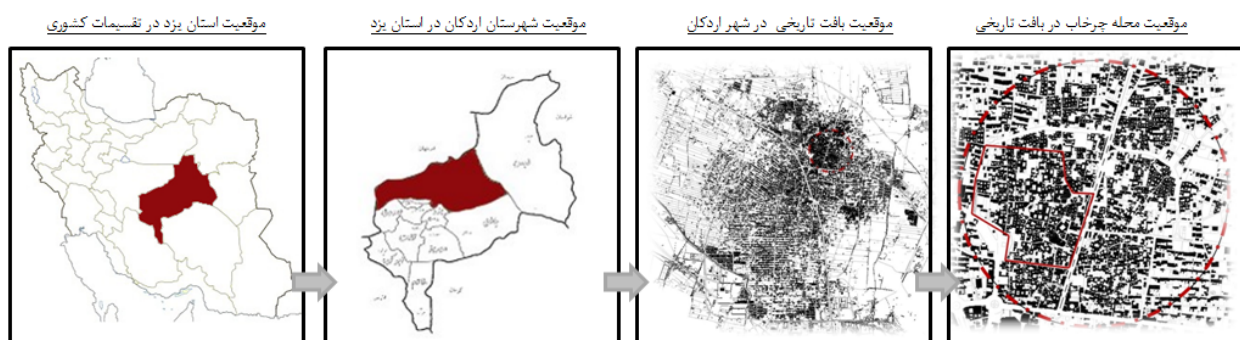 موقعیت استان یزد در تقسیمات کشوری
موقعیت شهرستان اردکان در استان یزد
موقعیت بافت تاریخی در شهر اردکان
موقعیت محله چرخاب در بافت تاریخی